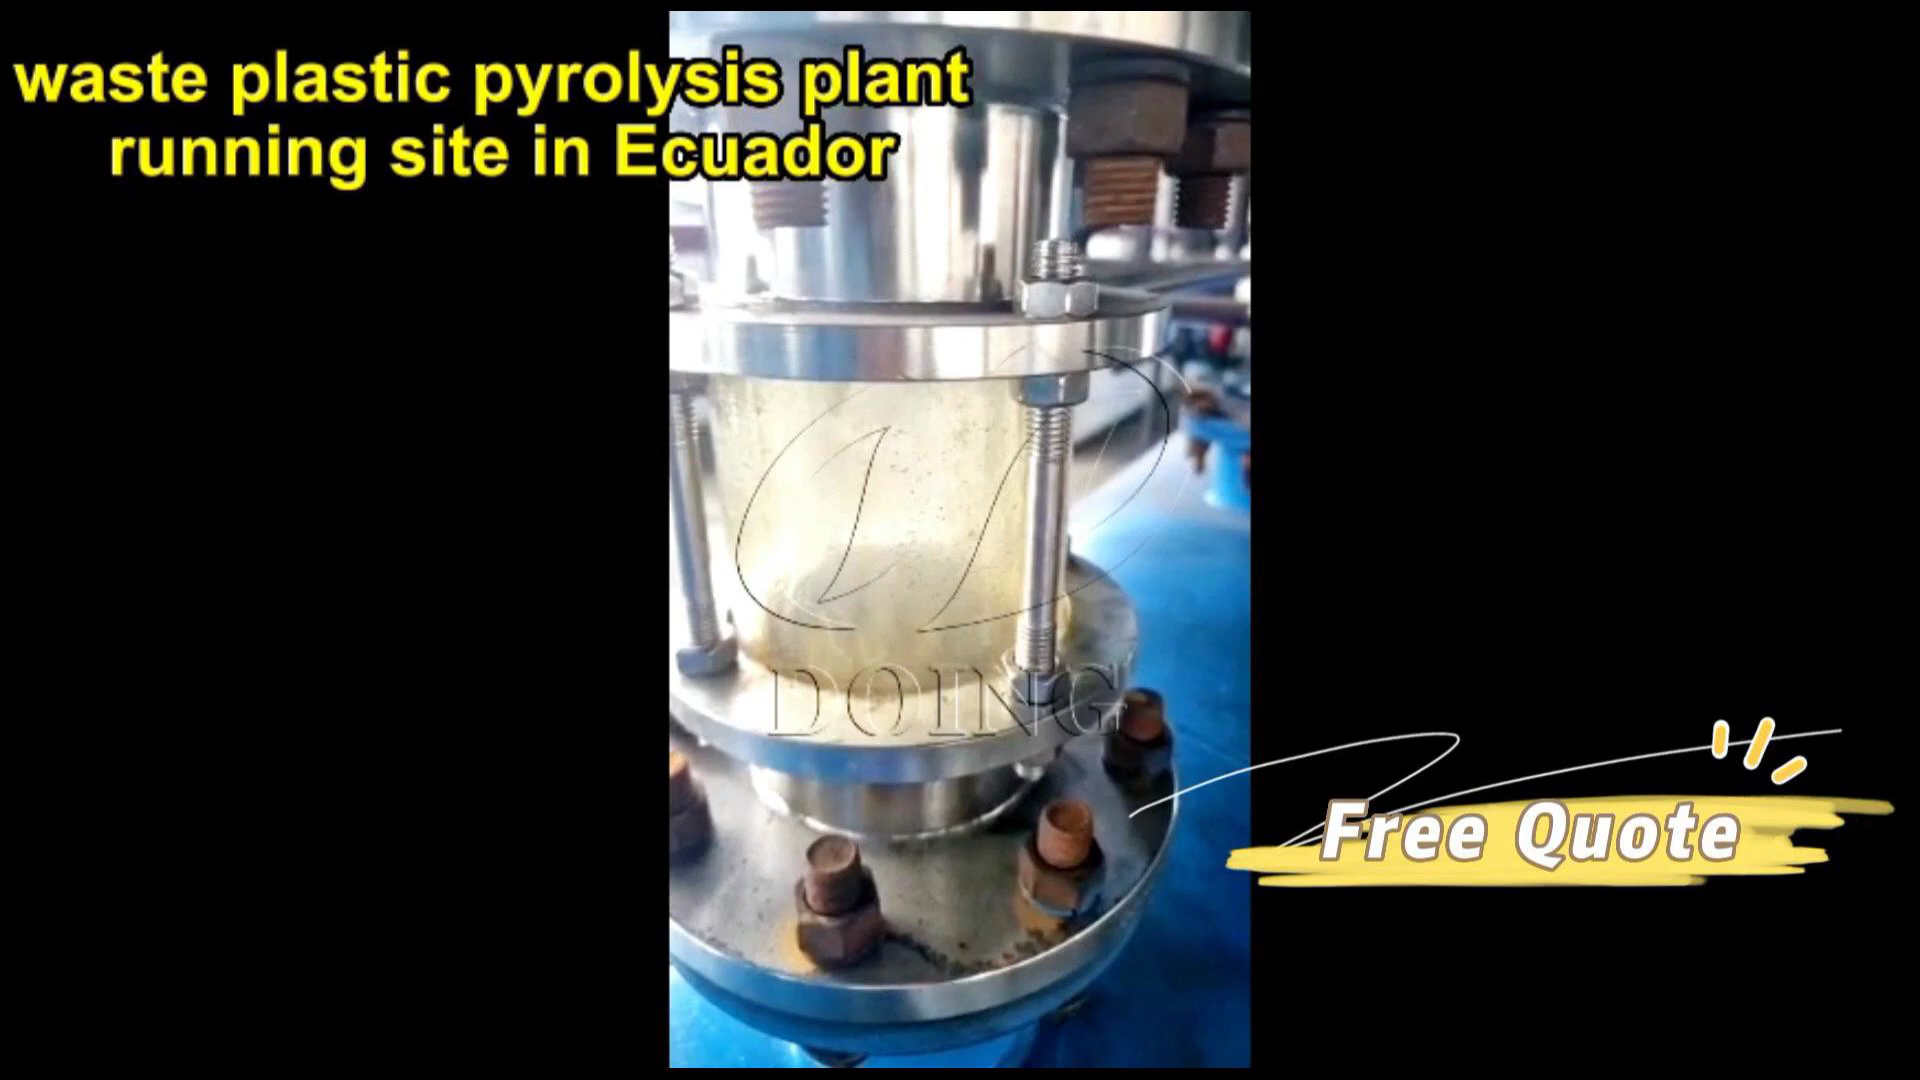 waste plastic pyrolysis plant
running site in Ecuador
DOING
Free Quote